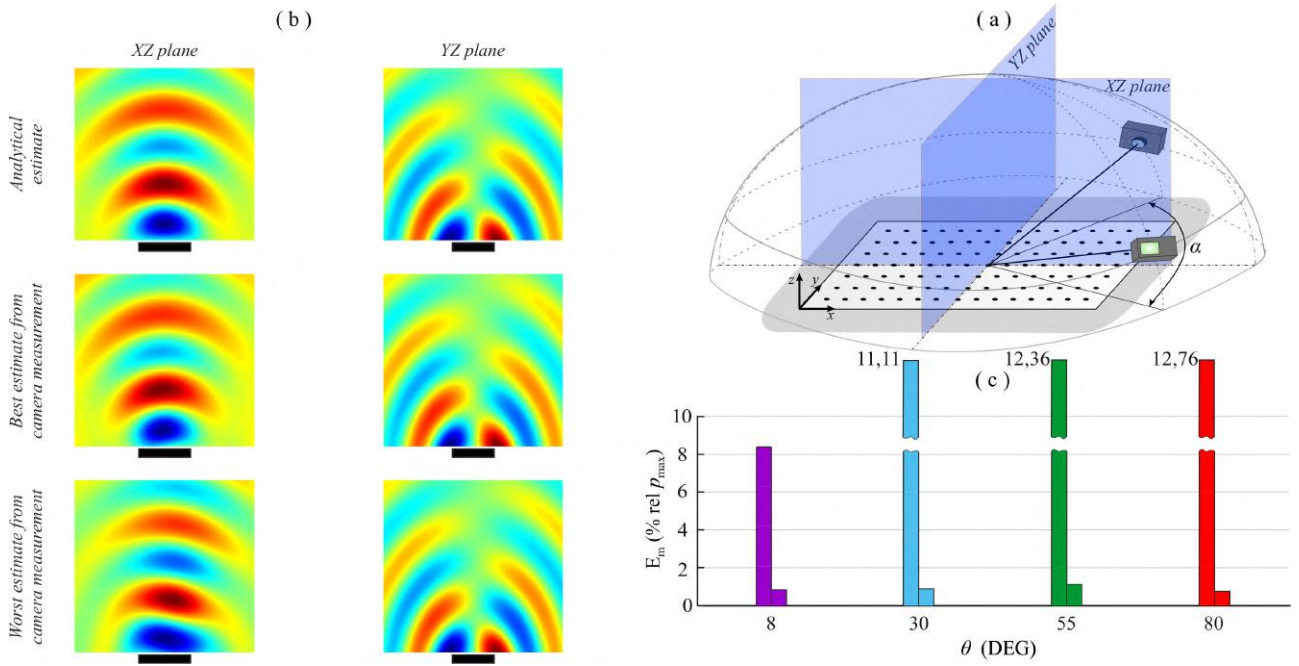 ( b )
XZ plane
YZ plane
Analytical
estimate
Best estimate from
camera measurement
Worst estimate from
camera measurement
( a )
YZ plane
XZ plane
α
z
y
x
( c )
11,11
12,36
12,76
10
8
6
4
2
0
E_m (% rel p_max)
8
30
55
80
θ (DEG)